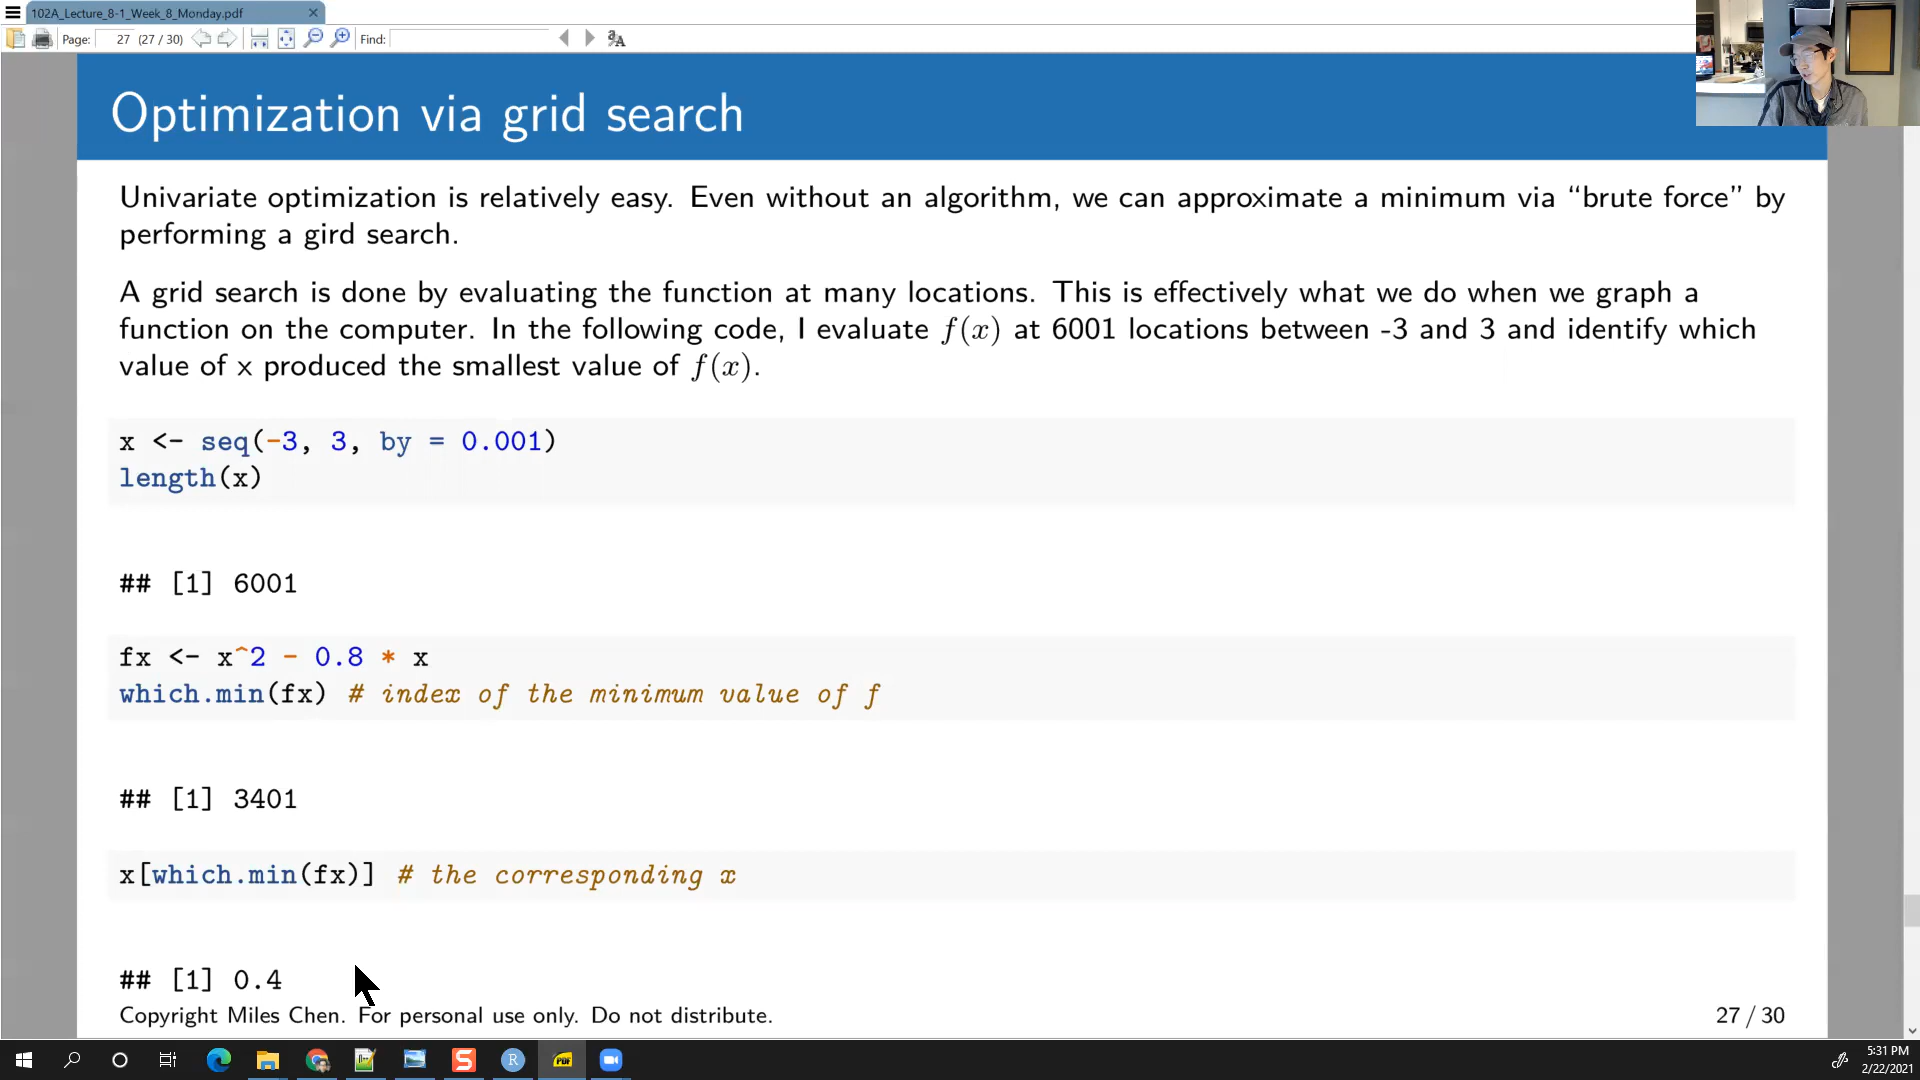 102A_Lecture_8-1_Week_8_Monday.pdf
Page: 27 (27 / 30) Find:
Optimization via grid search
Univariate optimization is relatively easy. Even without an algorithm, we can approximate a minimum via “brute force” by
performing a gird search.
A grid search is done by evaluating the function at many locations. This is effectively what we do when we graph a
function on the computer. In the following code, I evaluate f(x) at 6001 locations between -3 and 3 and identify which
value of x produced the smallest value of f(x).
x <- seq(-3, 3, by = 0.001)
length(x)
## [1] 6001
fx <- x^2 - 0.8 * x
which.min(fx) # index of the minimum value of f
## [1] 3401
x[which.min(fx)] # the corresponding x
## [1] 0.4
Copyright Miles Chen. For personal use only. Do not distribute.
27 / 30
5:31 PM
2/22/2021